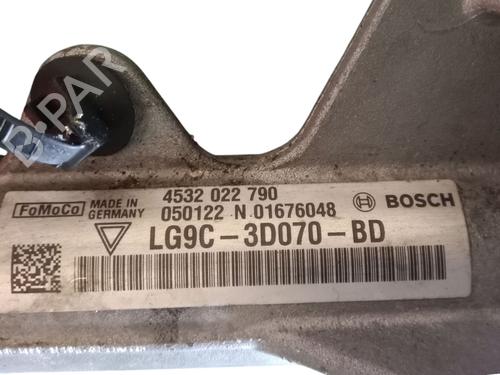 B-PAR
FoMoCo
MADE IN
GERMANY
4532 022 790
050122 N 01676048
BOSCH
LG9C-3D070-BD